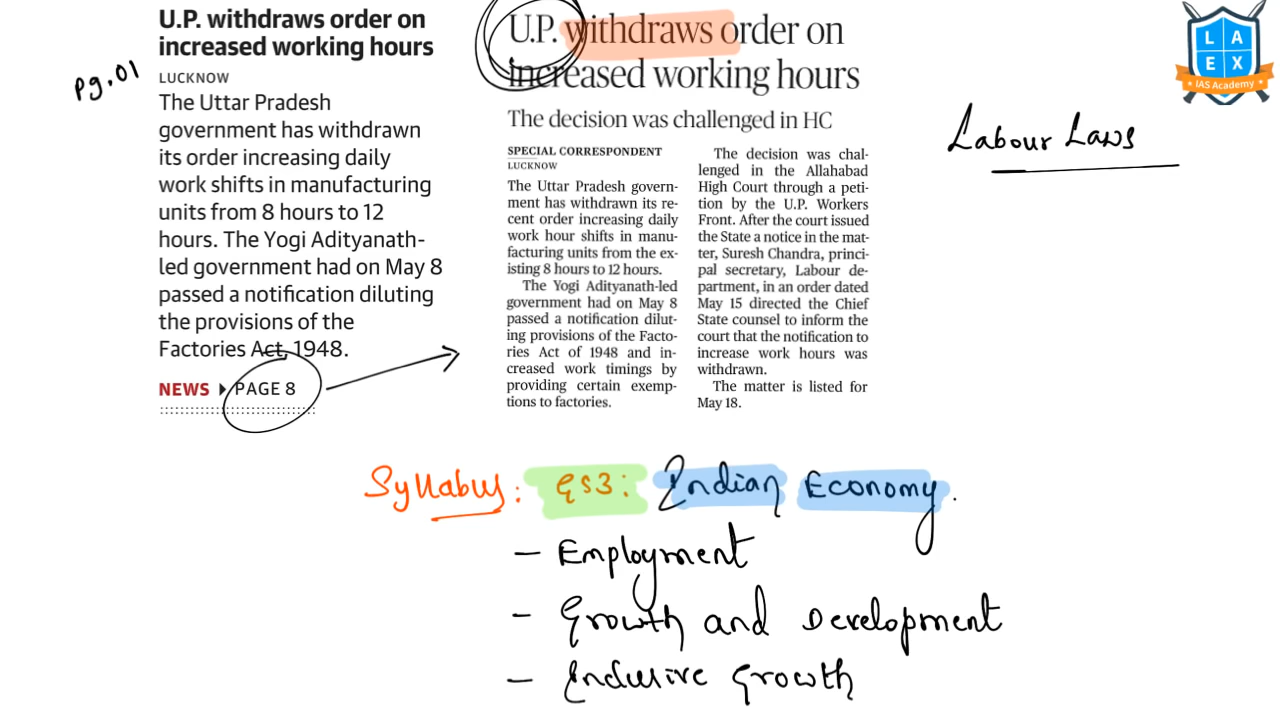 U.P. withdraws order on
increased working hours
pg.01
LUCKNOW
The Uttar Pradesh
government has withdrawn
its order increasing daily
work shifts in manufacturing
units from 8 hours to 12
hours. The Yogi Adityanath-
led government had on May 8
passed a notification diluting
the provisions of the
Factories Act, 1948.
NEWS PAGE 8
U.P. withdraws order on
increased working hours
The decision was challenged in HC
SPECIAL CORRESPONDENT
LUCKNOW
The Uttar Pradesh govern-
ment has withdrawn its re-
cent order increasing daily
work hour shifts in manu-
facturing units from the ex-
isting 8 hours to 12 hours.
The Yogi Adityanath-led
government had on May 8
passed a notification dilut-
ing provisions of the Facto-
ries Act of 1948 and in-
creased work timings by
providing certain exemp-
tions to factories.
The decision was chal-
lenged in the Allahabad
High Court through a peti-
tion by the U.P. Workers
Front. After the court issued
the State a notice in the mat-
ter, Suresh Chandra, princi-
pal secretary, Labour de-
partment, in an order dated
May 15 directed the Chief
State counsel to inform the
court that the notification to
increase work hours was
withdrawn.
The matter is listed for
May 18.
L A
E X
IAS Academy
Labour Laws
Syllabus: GS3: Indian Economy.
- Employment
- Growth and Development
- Inclusive Growth